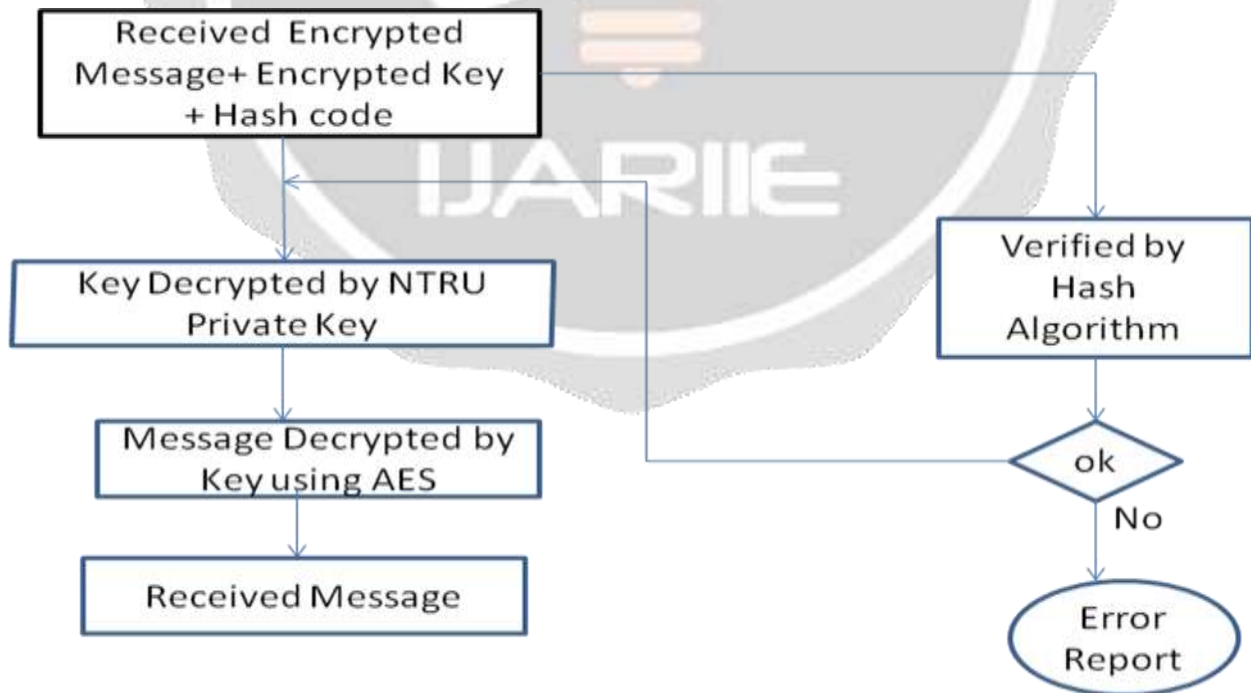 Received Encrypted
Message+ Encrypted Key
+ Hash code
IJARIIE
Key Decrypted by NTRU
Private Key
Verified by
Hash
Algorithm
Message Decrypted by
Key using AES
ok
No
Received Message
Error
Report